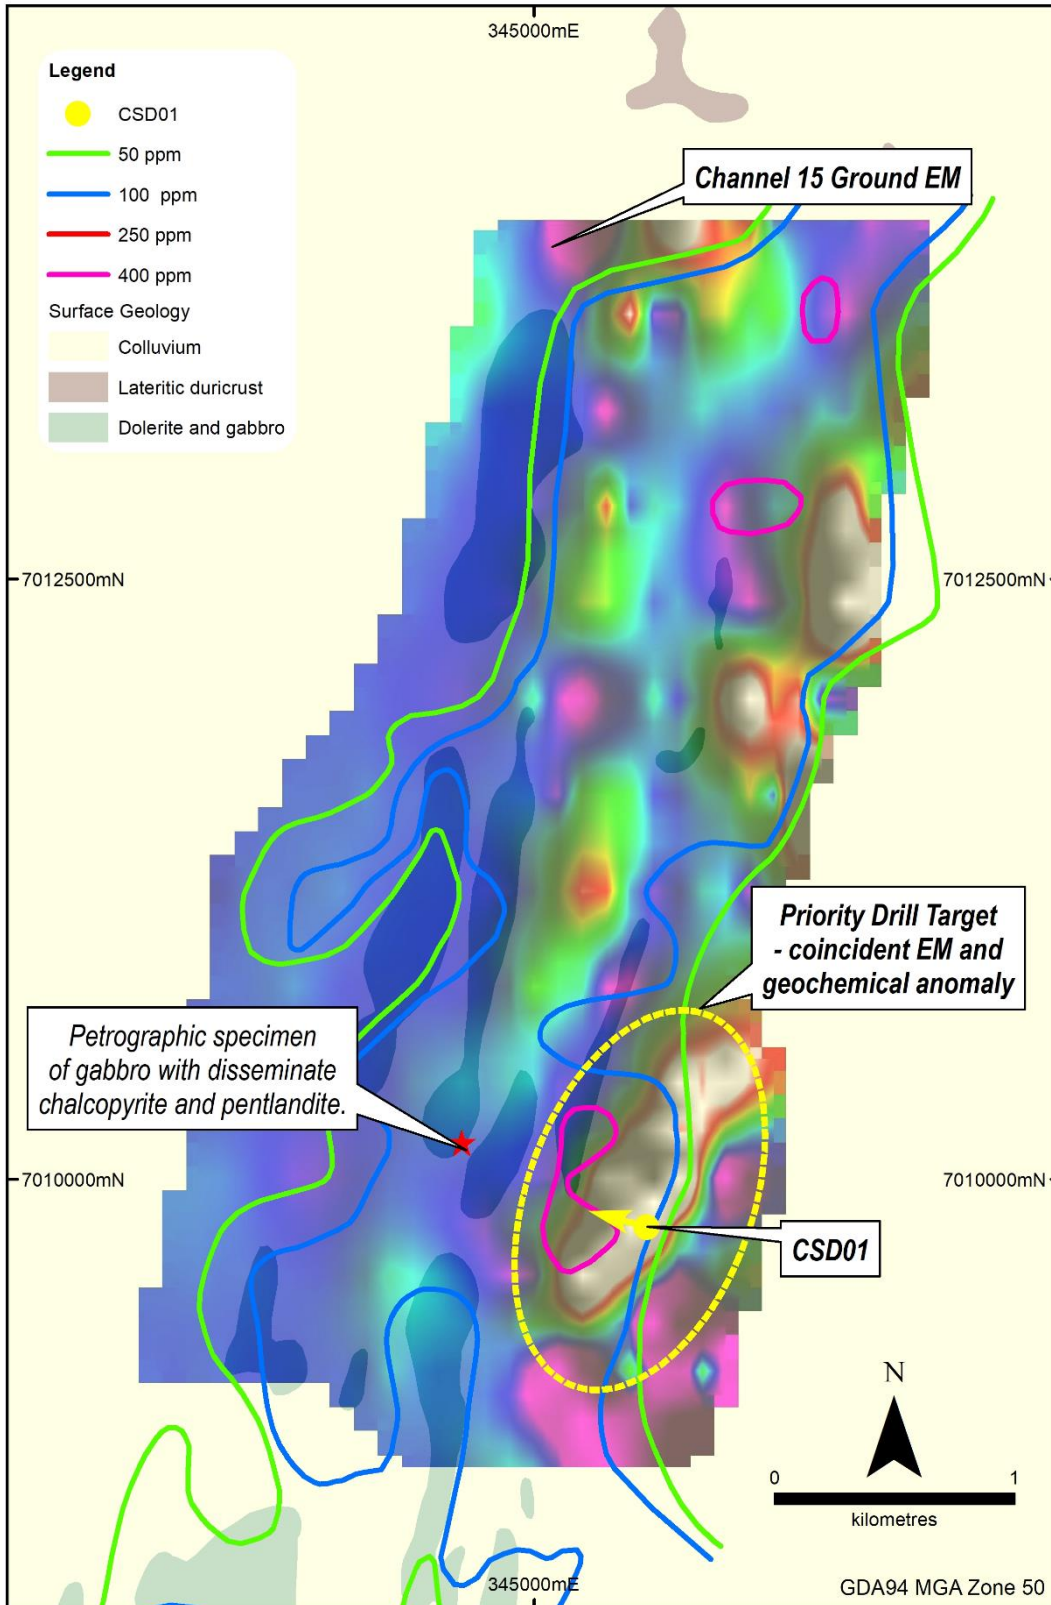 345000mE
Legend
CSD01
50 ppm
100 ppm
250 ppm
400 ppm
Surface Geology
Colluvium
Lateritic duricrust
Dolerite and gabbro
Channel 15 Ground EM
7012500mN
7012500mN
Priority Drill Target
- coincident EM and
geochemical anomaly
Petrographic specimen
of gabbro with disseminate
chalcopyrite and pentlandite.
7010000mN
7010000mN
CSD01
N
0
1
kilometres
345000mE
GDA94 MGA Zone 50